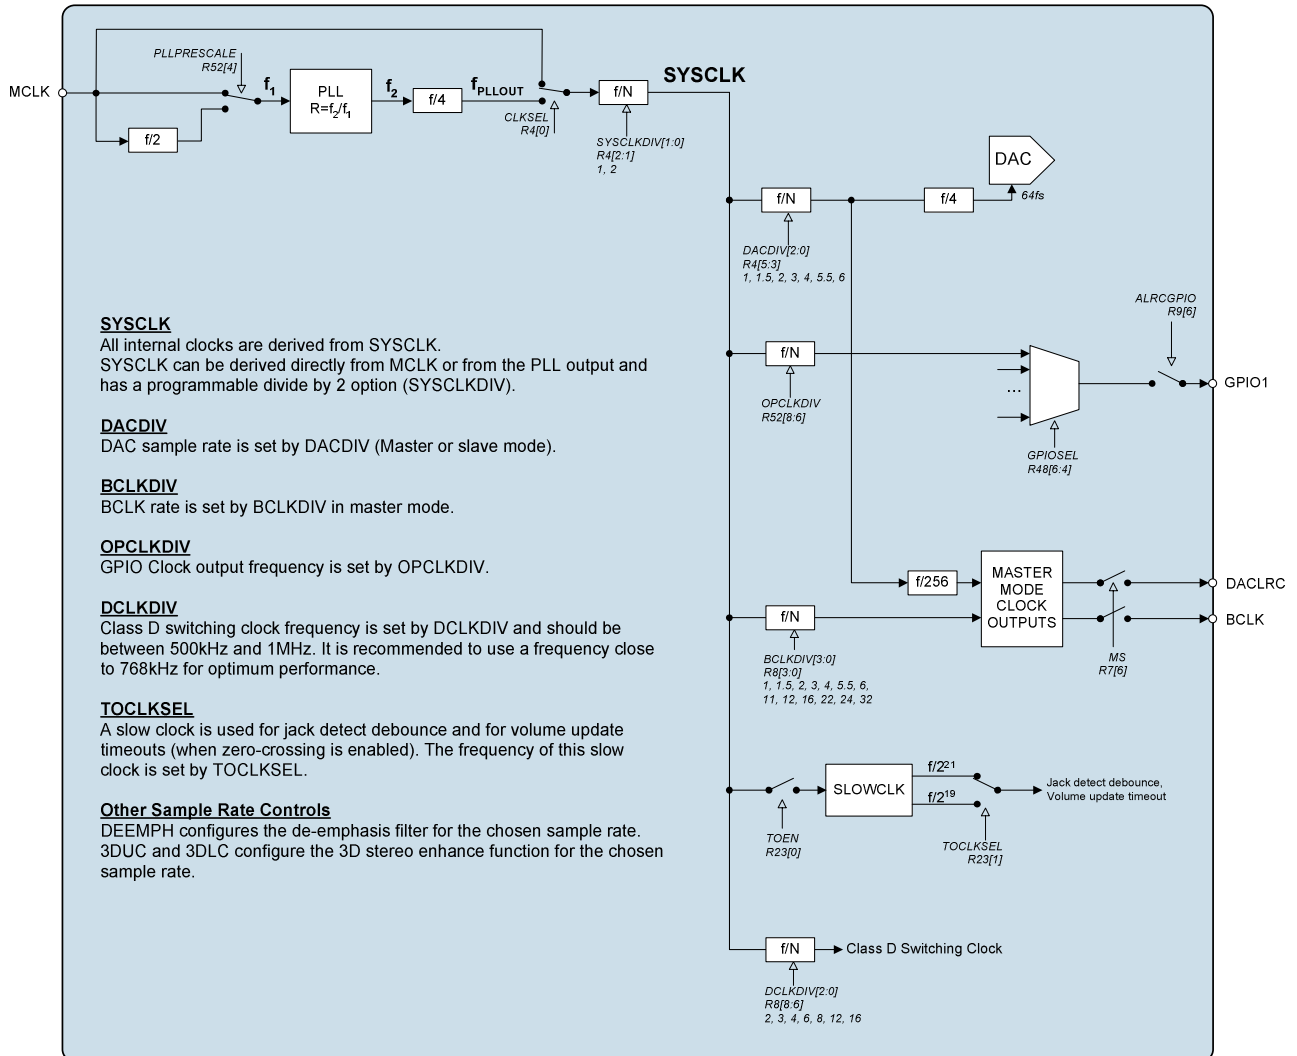 MCLK
PLLPRESCALE
R52[4]
f/2
f1
PLL
R=f2/f1
f2
f/4
fPLLOUT
CLKSEL
R4[0]
f/N
SYSCLKDIV[1:0]
R4[2:1]
1, 2
SYSCLK
f/N
DACDIV[2:0]
R4[5:3]
1, 1.5, 2, 3, 4, 5.5, 6
f/4
DAC
64fs
f/N
OPCLKDIV
R52[8:6]
...
GPIOSEL
R48[6:4]
ALRCGPIO
R9[6]
GPIO1
SYSCLK
All internal clocks are derived from SYSCLK.
SYSCLK can be derived directly from MCLK or from the PLL output and
has a programmable divide by 2 option (SYSCLKDIV).
DACDIV
DAC sample rate is set by DACDIV (Master or slave mode).
BCLKDIV
BCLK rate is set by BCLKDIV in master mode.
OPCLKDIV
GPIO Clock output frequency is set by OPCLKDIV.
DCLKDIV
Class D switching clock frequency is set by DCLKDIV and should be
between 500kHz and 1MHz. It is recommended to use a frequency close
to 768kHz for optimum performance.
TOCLKSEL
A slow clock is used for jack detect debounce and for volume update
timeouts (when zero-crossing is enabled). The frequency of this slow
clock is set by TOCLKSEL.
Other Sample Rate Controls
DEEMPH configures the de-emphasis filter for the chosen sample rate.
3DUC and 3DLC configure the 3D stereo enhance function for the chosen
sample rate.
f/256
MASTER
MODE
CLOCK
OUTPUTS
DACLRC
BCLK
MS
R7[6]
f/N
BCLKDIV[3:0]
R8[3:0]
1, 1.5, 2, 3, 4, 5.5, 6,
11, 12, 16, 22, 24, 32
TOEN
R23[0]
SLOWCLK
f/2^21
f/2^19
TOCLKSEL
R23[1]
Jack detect debounce,
Volume update timeout
f/N
Class D Switching Clock
DCLKDIV[2:0]
R8[8:6]
2, 3, 4, 6, 8, 12, 16